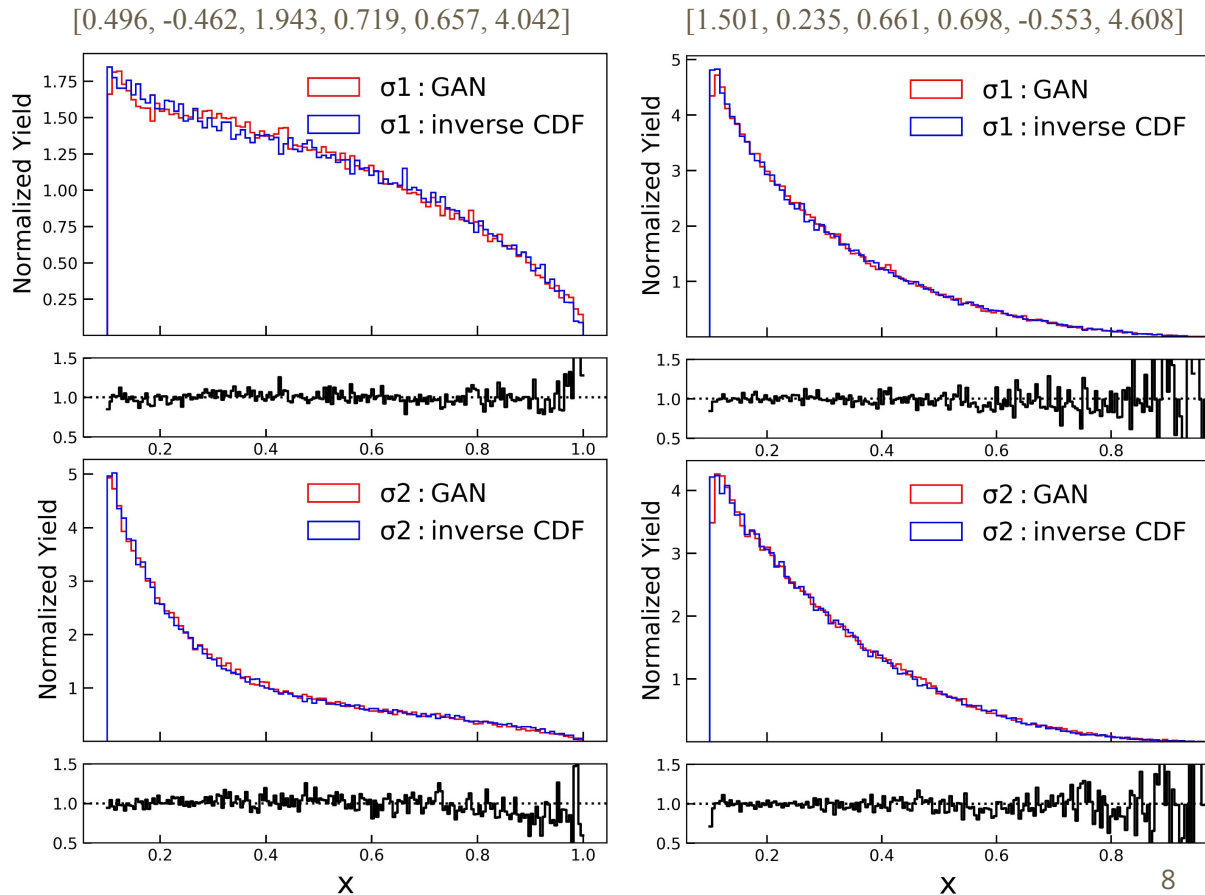 [0.496, -0.462, 1.943, 0.719, 0.657, 4.042]
[1.501, 0.235, 0.661, 0.698, -0.553, 4.608]
Normalized Yield
1.75
1.50
1.25
1.00
0.75
0.50
0.25
σ1 : GAN
σ1 : inverse CDF
1.5
1.0
0.5
0.2 0.4 0.6 0.8 1.0
Normalized Yield
5
4
3
2
1
σ1 : GAN
σ1 : inverse CDF
1.5
1.0
0.5
0.2 0.4 0.6 0.8
Normalized Yield
5
4
3
2
1
σ2 : GAN
σ2 : inverse CDF
1.5
1.0
0.5
0.2 0.4 0.6 0.8 1.0
x
Normalized Yield
4
3
2
1
σ2 : GAN
σ2 : inverse CDF
1.5
1.0
0.5
0.2 0.4 0.6 0.8
x
8